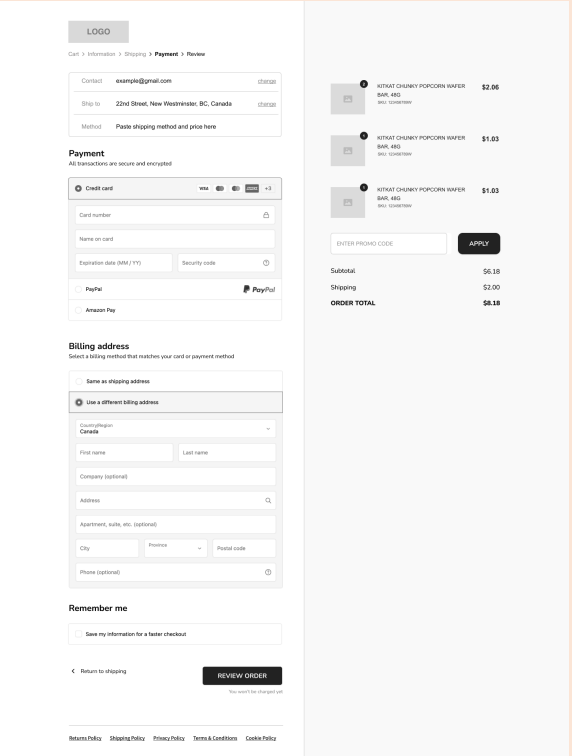 LOGO
Cart > Information > Shipping > Payment > Review
Contact example@gmail.com change
Ship to 22nd Street, New Westminster, BC, Canada change
Method Paste shipping method and price here
Payment
All transactions are secure and encrypted
Credit card VISA +3
Card number
Name on card
Expiration date (MM / YY) Security code
PayPal PayPal
Amazon Pay
Billing address
Select a billing method that matches your card or payment method
Same as shipping address
Use a different billing address
Country/Region
Canada
First name Last name
Company (optional)
Address
Apartment, suite, etc. (optional)
City Province Postal code
Phone (optional)
Remember me
Save my information for a faster checkout
Return to shipping REVIEW ORDER
You won't be charged yet
Returns Policy Shipping Policy Privacy Policy Terms & Conditions Cookie Policy
KITKAT CHUNKY POPCORN WAFER $2.06
BAR, 48G
SKU: 123456789W
KITKAT CHUNKY POPCORN WAFER $1.03
BAR, 48G
SKU: 123456789W
KITKAT CHUNKY POPCORN WAFER $1.03
BAR, 48G
SKU: 123456789W
ENTER PROMO CODE APPLY
Subtotal $6.18
Shipping $2.00
ORDER TOTAL $8.18